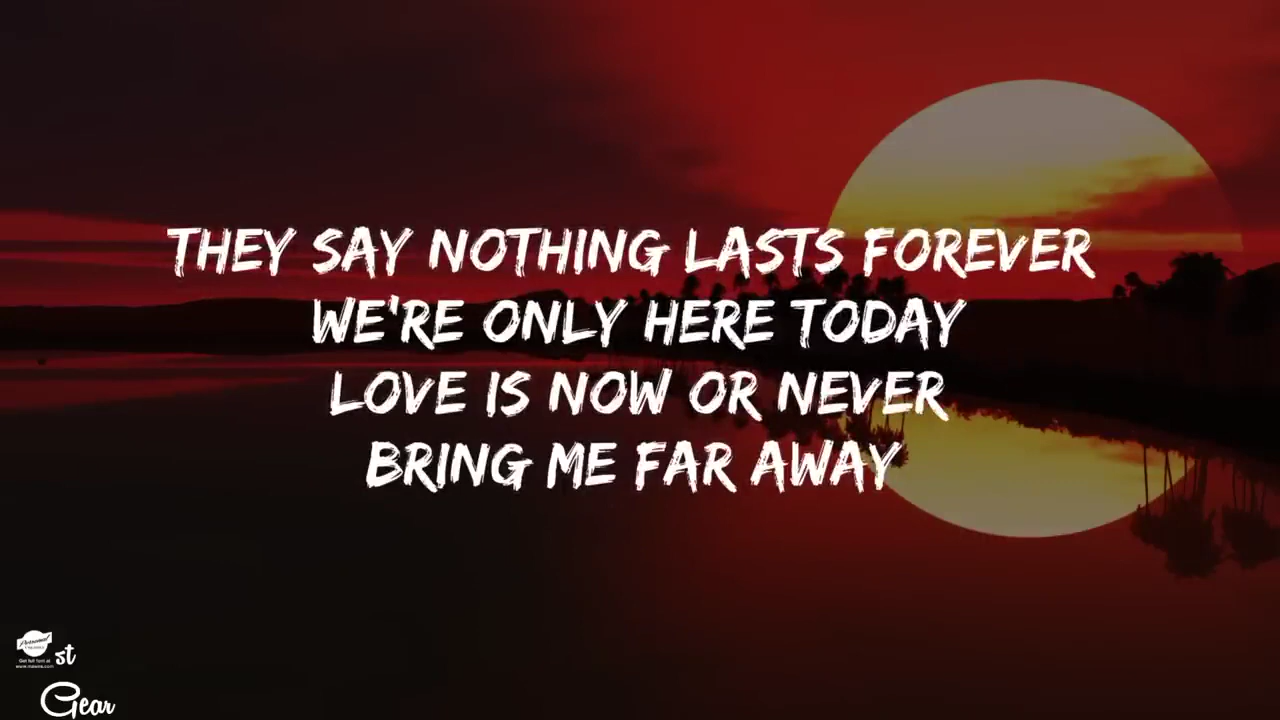 THEY SAY NOTHING LASTS FOREVER
WE'RE ONLY HERE TODAY
LOVE IS NOW OR NEVER
BRING ME FAR AWAY
st
Gear